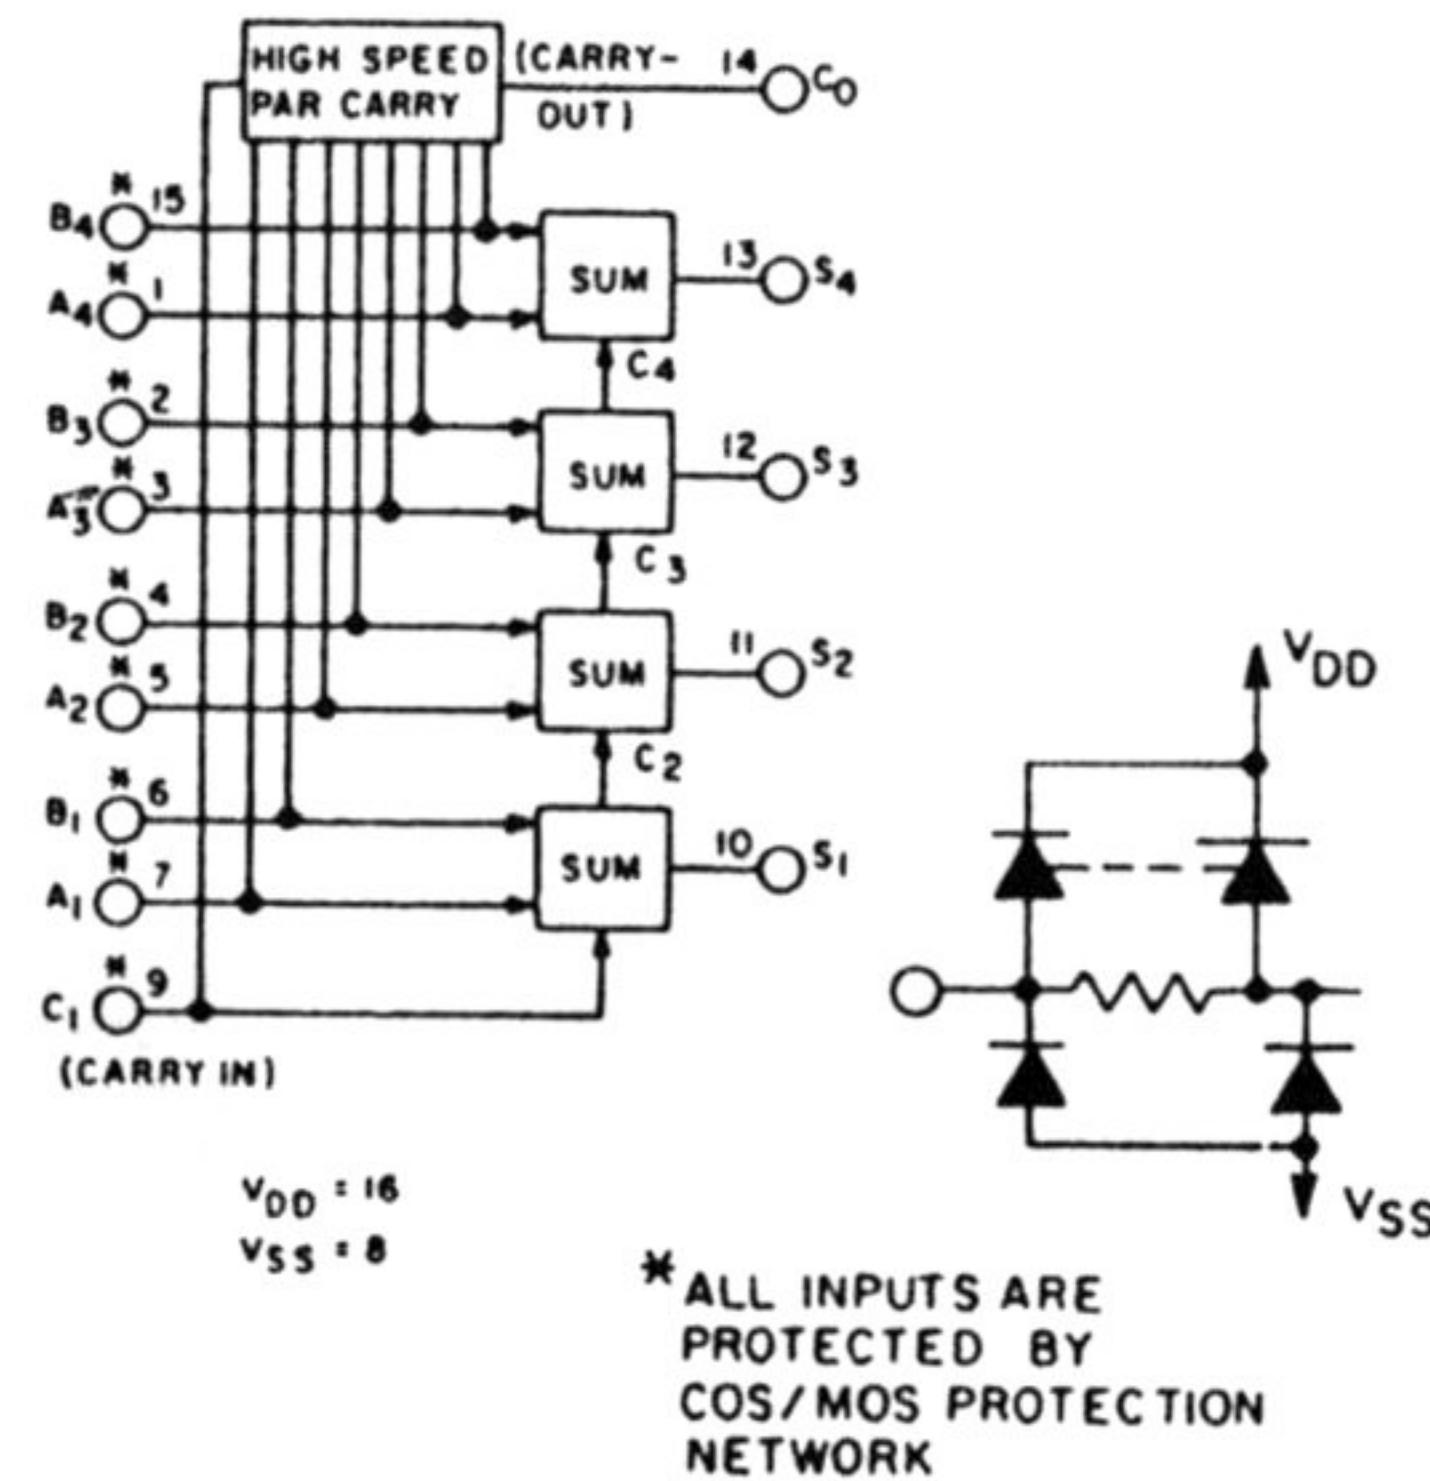 HIGH SPEED
PAR CARRY
(CARRY-
OUT)
14
C0
B4 * 15
A4 * 1
SUM
13
S4
C4
B3 * 2
A3 * 3
SUM
12
S3
C3
B2 * 4
A2 * 5
SUM
11
S2
C2
B1 * 6
A1 * 7
SUM
10
S1
C1 * 9
(CARRY IN)
VDD = 16
VSS = 8
VDD
VSS
* ALL INPUTS ARE
PROTECTED BY
COS/MOS PROTECTION
NETWORK